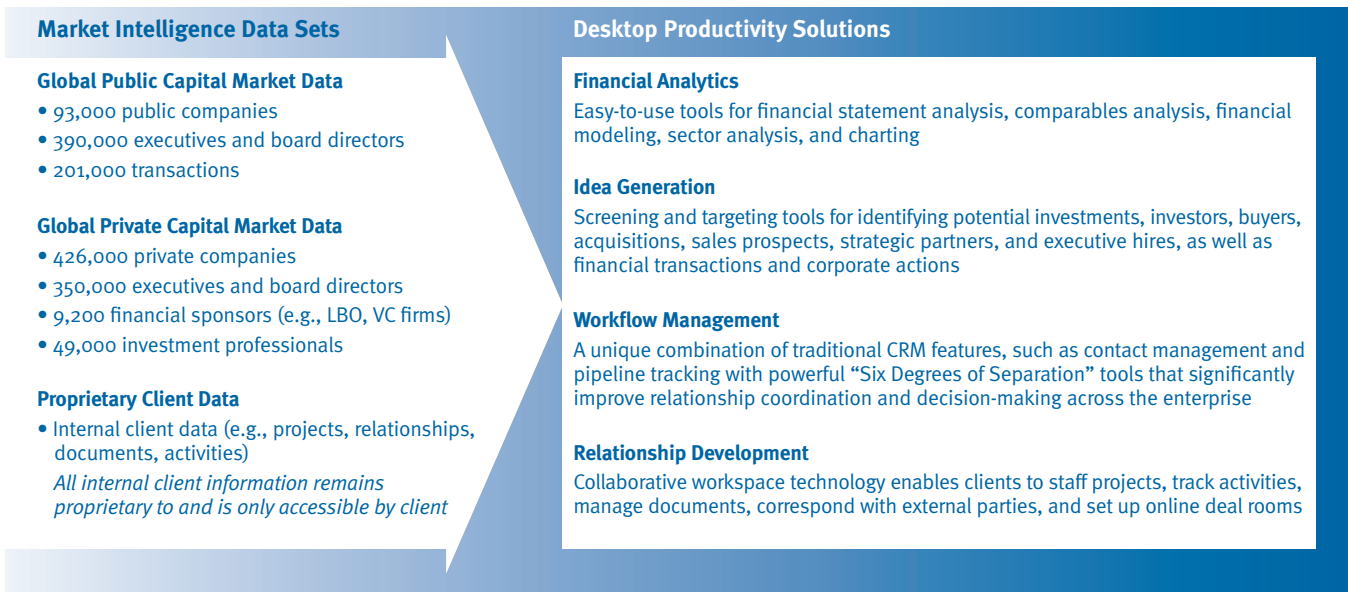 Market Intelligence Data Sets
Global Public Capital Market Data
• 93,000 public companies
• 390,000 executives and board directors
• 201,000 transactions
Global Private Capital Market Data
• 426,000 private companies
• 350,000 executives and board directors
• 9,200 financial sponsors (e.g., LBO, VC firms)
• 49,000 investment professionals
Proprietary Client Data
• Internal client data (e.g., projects, relationships,
documents, activities)
All internal client information remains
proprietary to and is only accessible by client
Desktop Productivity Solutions
Financial Analytics
Easy-to-use tools for financial statement analysis, comparables analysis, financial
modeling, sector analysis, and charting
Idea Generation
Screening and targeting tools for identifying potential investments, investors, buyers,
acquisitions, sales prospects, strategic partners, and executive hires, as well as
financial transactions and corporate actions
Workflow Management
A unique combination of traditional CRM features, such as contact management and
pipeline tracking with powerful “Six Degrees of Separation” tools that significantly
improve relationship coordination and decision-making across the enterprise
Relationship Development
Collaborative workspace technology enables clients to staff projects, track activities,
manage documents, correspond with external parties, and set up online deal rooms